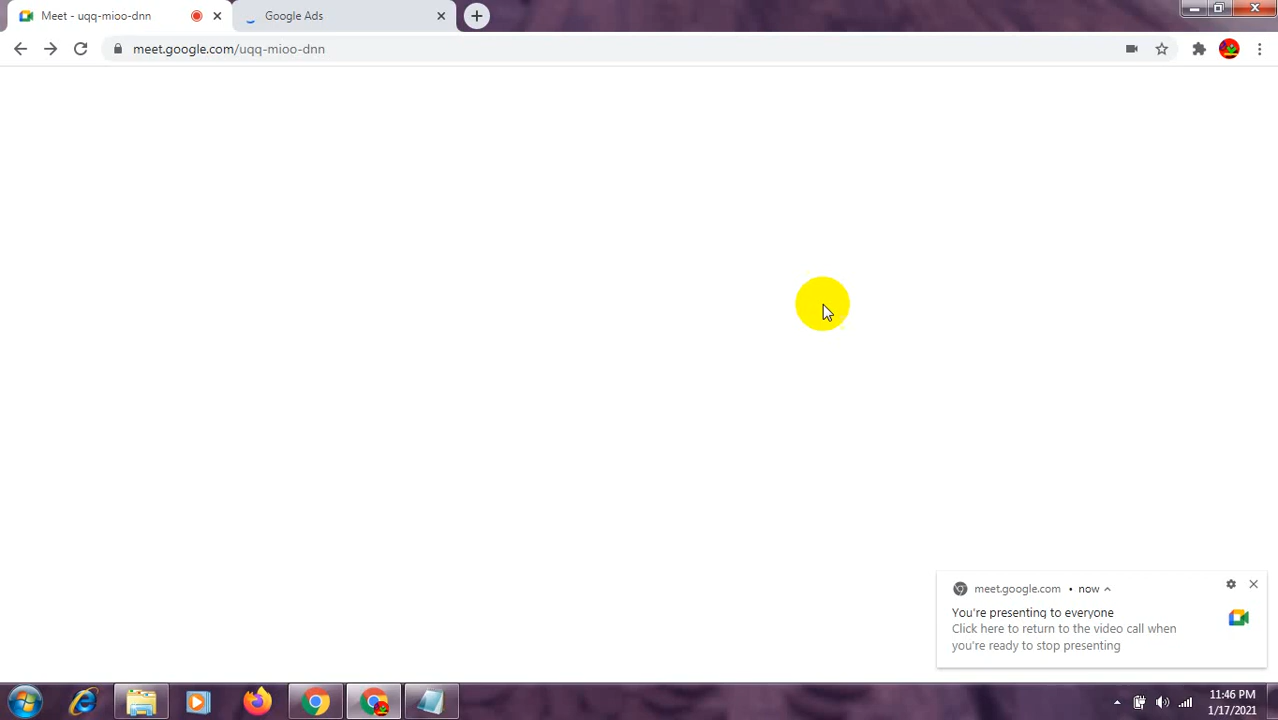 Meet - uqq-mioo-dnn
Google Ads
meet.google.com/uqq-mioo-dnn
meet.google.com • now
You're presenting to everyone
Click here to return to the video call when
you're ready to stop presenting
11:46 PM
1/17/2021